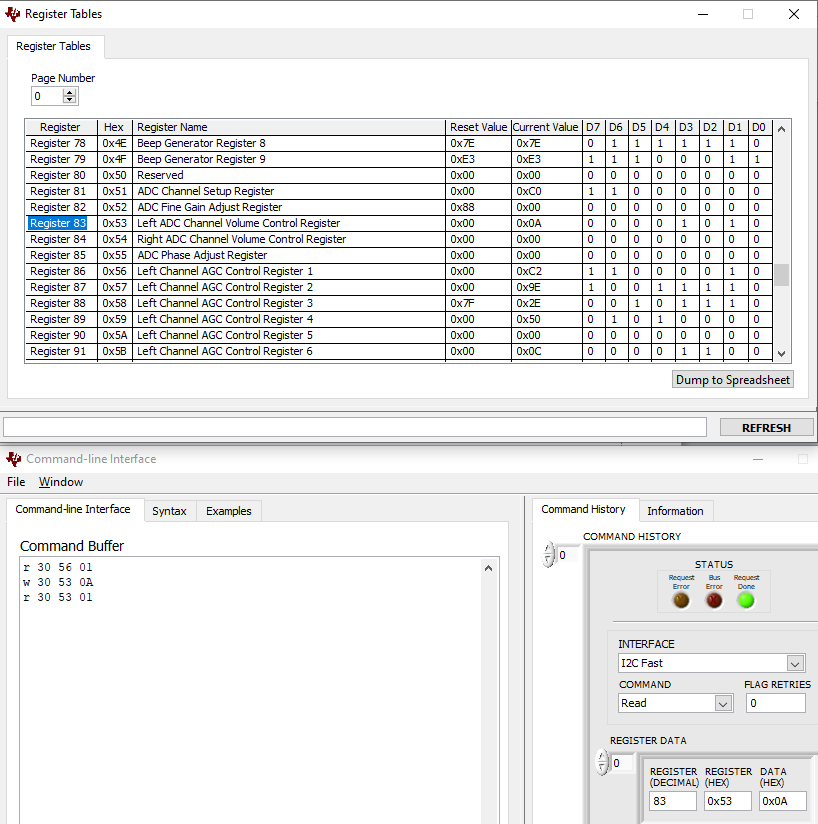 Register Tables
Register Tables
Page Number
0
Register Hex Register Name Reset Value Current Value D7 D6 D5 D4 D3 D2 D1 D0
Register 78 0x4E Beep Generator Register 8 0x7E 0x7E 0 1 1 1 1 1 1 0
Register 79 0x4F Beep Generator Register 9 0xE3 0xE3 1 1 1 0 0 0 1 1
Register 80 0x50 Reserved 0x00 0x00 0 0 0 0 0 0 0 0
Register 81 0x51 ADC Channel Setup Register 0x00 0xC0 1 1 0 0 0 0 0 0
Register 82 0x52 ADC Fine Gain Adjust Register 0x88 0x00 0 0 0 0 0 0 0 0
Register 83 0x53 Left ADC Channel Volume Control Register 0x00 0x0A 0 0 0 0 1 0 1 0
Register 84 0x54 Right ADC Channel Volume Control Register 0x00 0x00 0 0 0 0 0 0 0 0
Register 85 0x55 ADC Phase Adjust Register 0x00 0x00 0 0 0 0 0 0 0 0
Register 86 0x56 Left Channel AGC Control Register 1 0x00 0xC2 1 1 0 0 0 0 1 0
Register 87 0x57 Left Channel AGC Control Register 2 0x00 0x9E 1 0 0 1 1 1 1 0
Register 88 0x58 Left Channel AGC Control Register 3 0x7F 0x2E 0 0 1 0 1 1 1 0
Register 89 0x59 Left Channel AGC Control Register 4 0x00 0x50 0 1 0 1 0 0 0 0
Register 90 0x5A Left Channel AGC Control Register 5 0x00 0x00 0 0 0 0 0 0 0 0
Register 91 0x5B Left Channel AGC Control Register 6 0x00 0x0C 0 0 0 0 1 1 0 0
Dump to Spreadsheet
REFRESH
Command-line Interface
File Window
Command-line Interface Syntax Examples
Command Buffer
r 30 56 01
w 30 53 0A
r 30 53 01
Command History Information
COMMAND HISTORY
0
STATUS
Request Error
Bus Error
Request Done
INTERFACE
I2C Fast
COMMAND FLAG RETRIES
Read 0
REGISTER DATA
0
REGISTER (DECIMAL) REGISTER (HEX) DATA (HEX)
83 0x53 0x0A